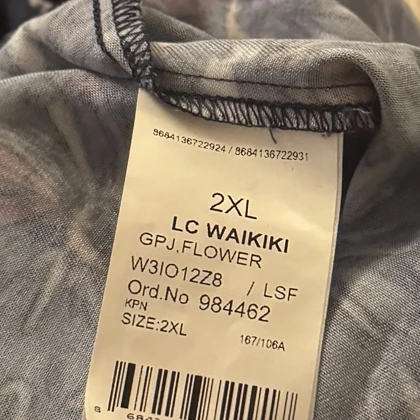 8684136722924 / 8684136722931
2XL
LC WAIKIKI
GPJ.FLOWER
W3IO12Z8 / LSF
Ord.No 984462
KPN
SIZE:2XL
167/106A